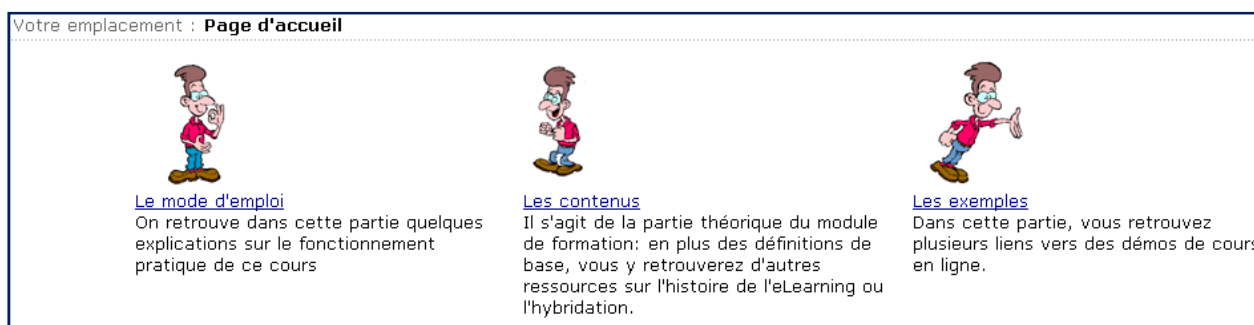 Votre emplacement : Page d'accueil
Le mode d'emploi
On retrouve dans cette partie quelques
explications sur le fonctionnement
pratique de ce cours
Les contenus
Il s'agit de la partie théorique du module
de formation: en plus des définitions de
base, vous y retrouverez d'autres
ressources sur l'histoire de l'eLearning ou
l'hybridation.
Les exemples
Dans cette partie, vous retrouvez
plusieurs liens vers des démos de cours
en ligne.